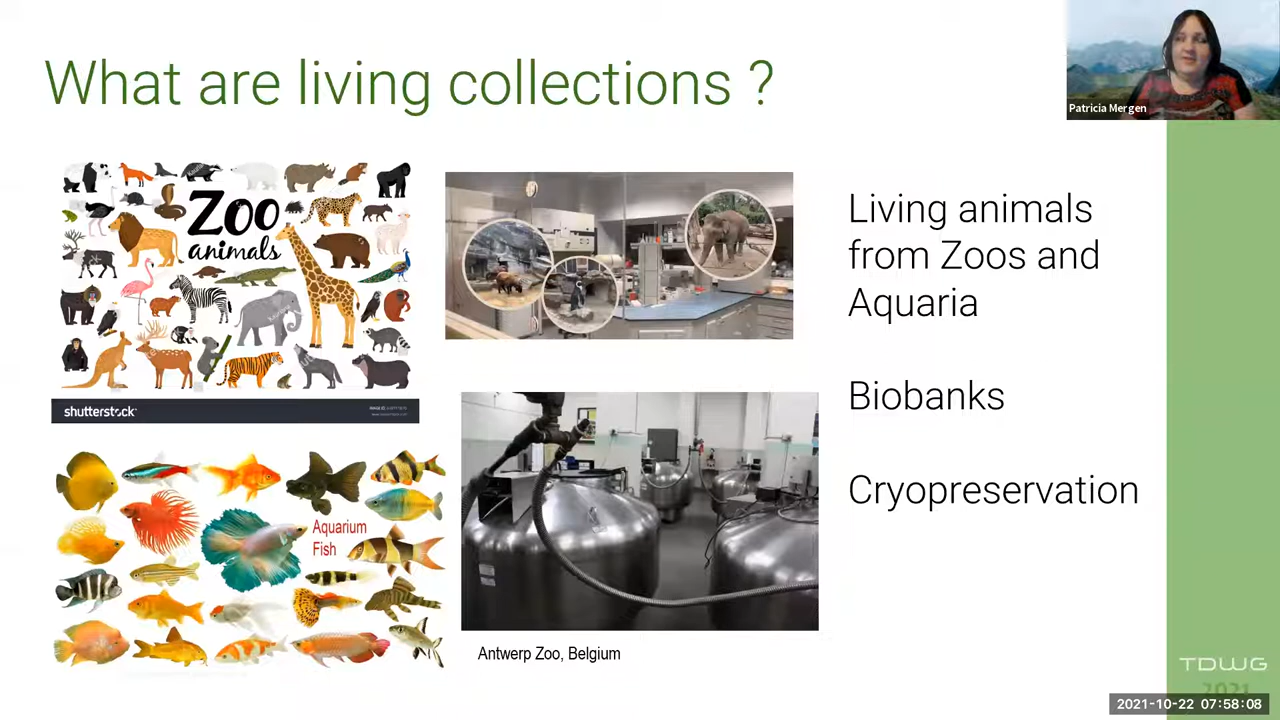 What are living collections ?
Patricia Mergen
Zoo
animals
shutterstock
Living animals
from Zoos and
Aquaria
Biobanks
Cryopreservation
Aquarium
Fish
Antwerp Zoo, Belgium
TDWG
2021
2021-10-22 07:58:08